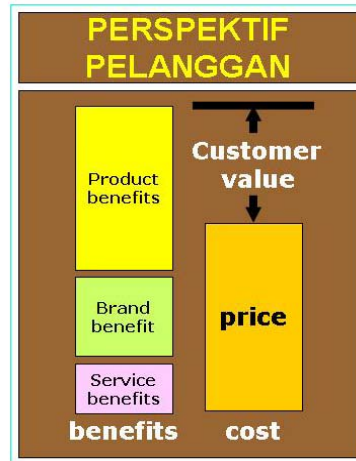 PERSPEKTIF
PELANGGAN
Product
benefits
Brand
benefit
Service
benefits
benefits
Customer
value
price
cost